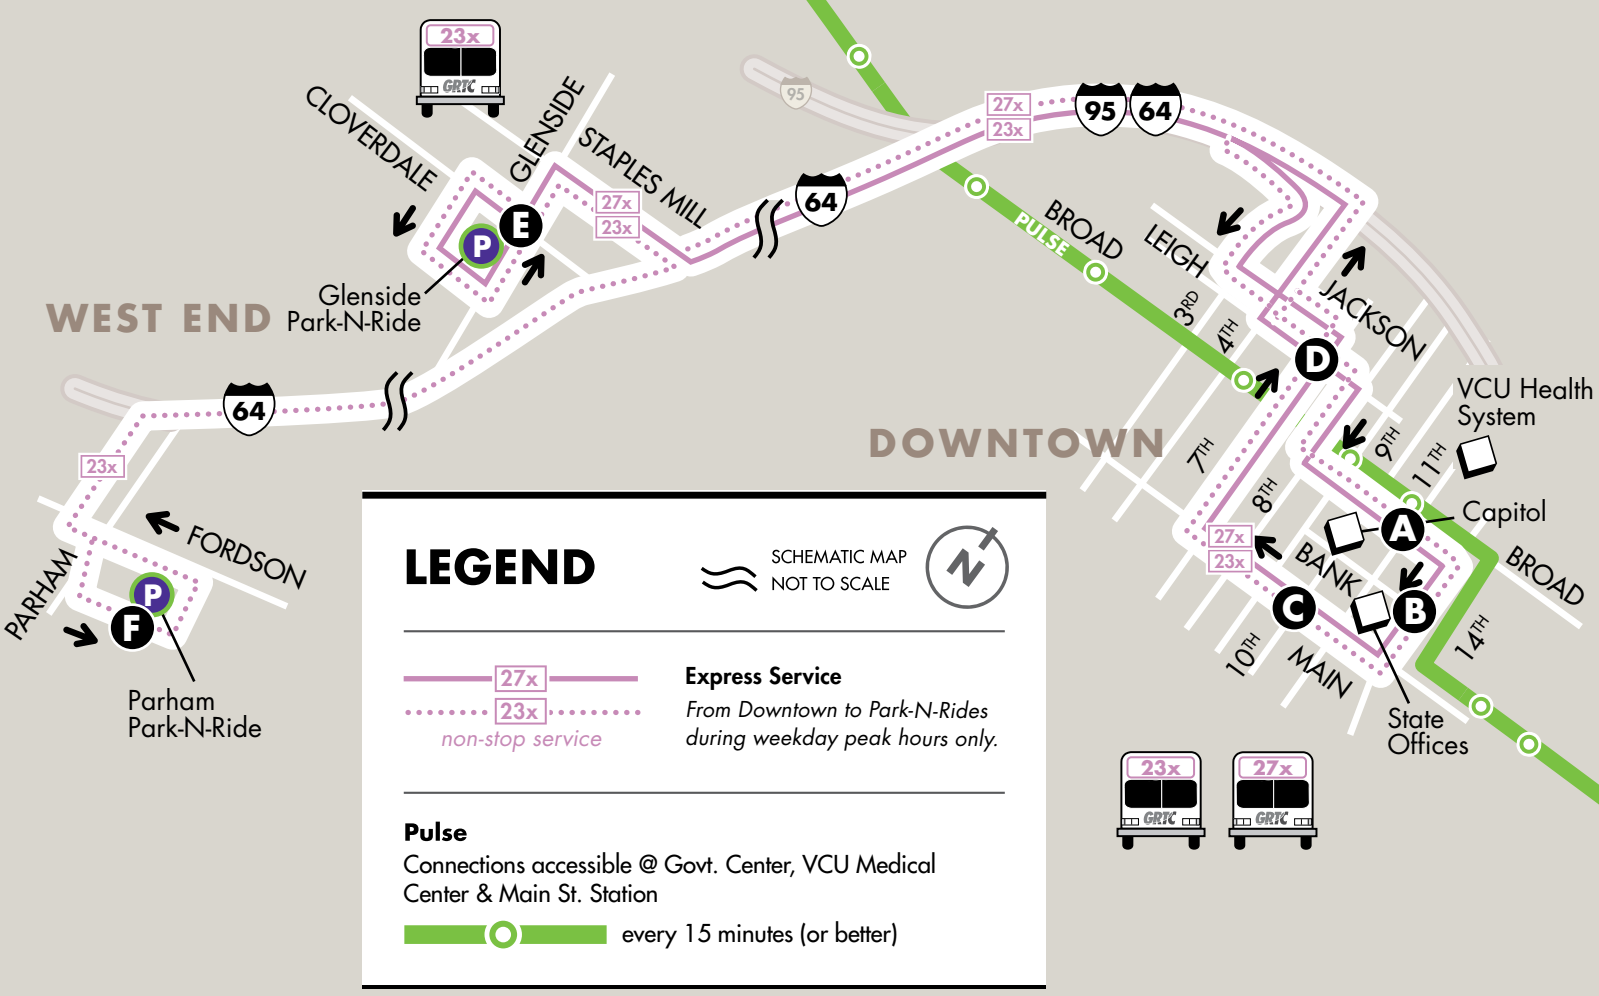 23x
GRTC
CLOVERDALE
GLENSIDE
STAPLES MILL
95
27x
23x
95
64
27x
23x
64
E
P
Glenside
Park-N-Ride
WEST END
BROAD
PULSE
LEIGH
3RD
4TH
JACKSON
D
64
23x
FORDSON
PARHAM
P
F
Parham
Park-N-Ride
DOWNTOWN
7TH
8TH
9TH
11TH
VCU Health
System
Capitol
A
27x
23x
BANK
BROAD
C
B
10TH
MAIN
14TH
State
Offices
23x
GRTC
27x
GRTC
LEGEND
SCHEMATIC MAP
NOT TO SCALE
N
27x
23x
non-stop service
Express Service
From Downtown to Park-N-Rides
during weekday peak hours only.
Pulse
Connections accessible @ Govt. Center, VCU Medical
Center & Main St. Station
every 15 minutes (or better)